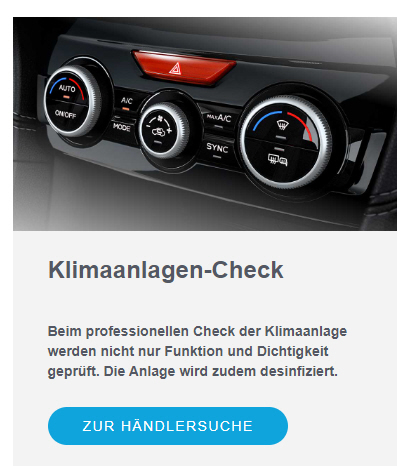 AUTO
ON/OFF
A/C
MODE
MAX A/C
SYNC
Klimaanlagen-Check
Beim professionellen Check der Klimaanlage
werden nicht nur Funktion und Dichtigkeit
geprüft. Die Anlage wird zudem desinfiziert.
ZUR HÄNDLERSUCHE